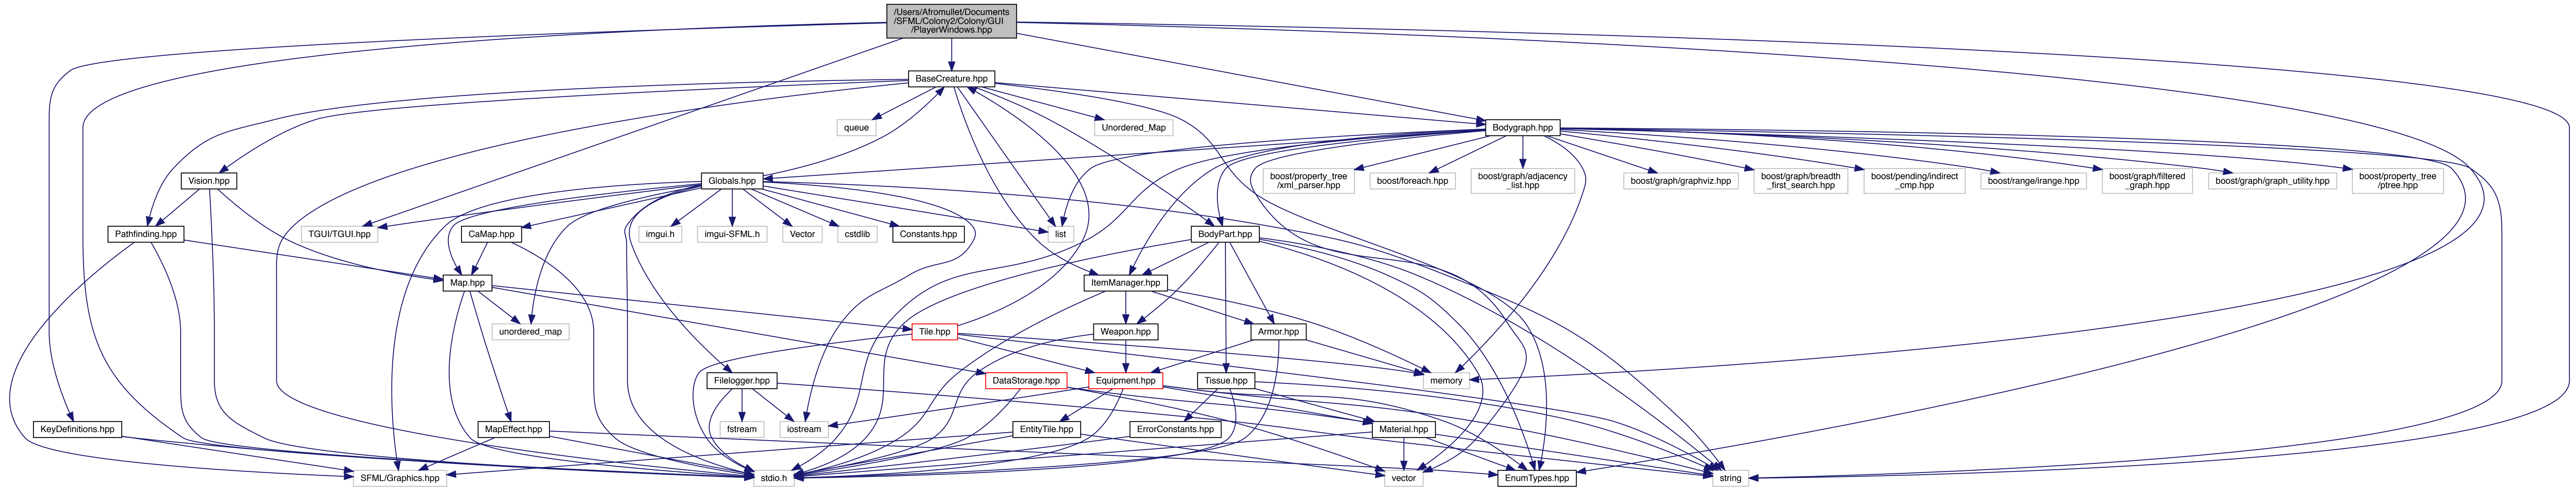 /Users/Afromullet/Documents
/SFML/Colony2/Colony/GUI
/PlayerWindows.hpp
BaseCreature.hpp
queue
Unordered_Map
Bodygraph.hpp
Vision.hpp
Globals.hpp
boost/property_tree
/xml_parser.hpp
boost/foreach.hpp
boost/graph/adjacency
_list.hpp
boost/graph/graphviz.hpp
boost/graph/breadth
_first_search.hpp
boost/pending/indirect
_cmp.hpp
boost/range/irange.hpp
boost/graph/filtered
_graph.hpp
boost/graph/graph_utility.hpp
boost/property_tree
/ptree.hpp
Pathfinding.hpp
TGUI/TGUI.hpp
CaMap.hpp
imgui.h
imgui-SFML.h
Vector
cstdlib
Constants.hpp
list
BodyPart.hpp
Map.hpp
ItemManager.hpp
unordered_map
Tile.hpp
Weapon.hpp
Armor.hpp
Filelogger.hpp
DataStorage.hpp
Equipment.hpp
Tissue.hpp
memory
KeyDefinitions.hpp
MapEffect.hpp
fstream
iostream
EntityTile.hpp
ErrorConstants.hpp
Material.hpp
SFML/Graphics.hpp
stdio.h
vector
EnumTypes.hpp
string